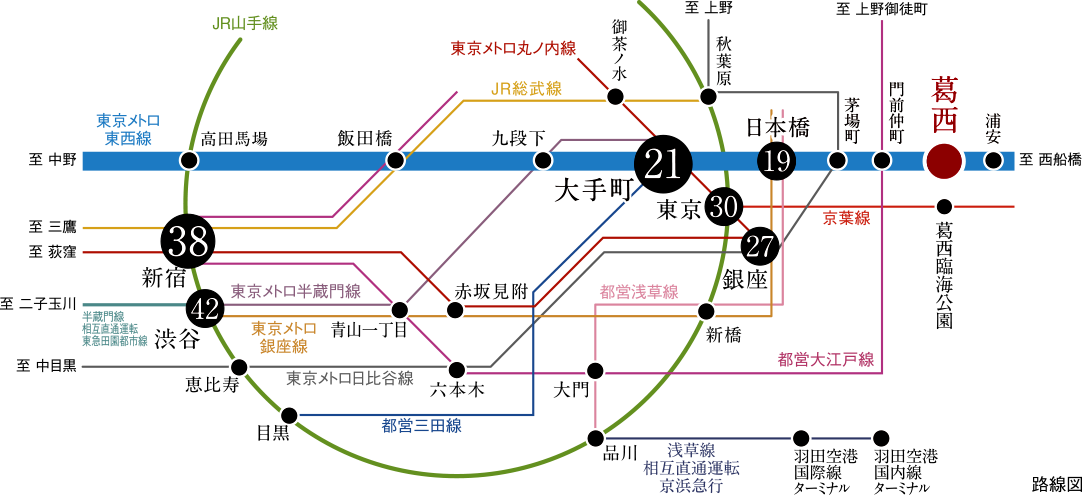 至 上野
至 上野御徒町
JR山手線
御茶ノ水
秋葉原
東京メトロ丸ノ内線
JR総武線
門前仲町
葛西
茅場町
浦安
東京メトロ
東西線
日本橋
高田馬場
飯田橋
九段下
至 中野
21
19
至 西船橋
大手町
東京
30
京葉線
至 三鷹
38
27
葛西臨海公園
至 荻窪
新宿
銀座
東京メトロ半蔵門線
赤坂見附
都営浅草線
至 二子玉川
42
半蔵門線
相互直通運転
東急田園都市線
渋谷
東京メトロ
銀座線
青山一丁目
新橋
至 中目黒
恵比寿
東京メトロ日比谷線
六本木
大門
都営大江戸線
目黒
都営三田線
品川
浅草線
相互直通運転
京浜急行
羽田空港
国際線
ターミナル
羽田空港
国内線
ターミナル
路線図